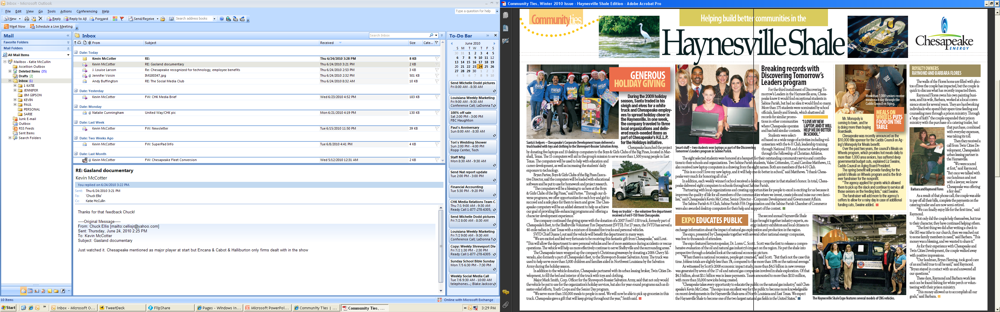 Inbox - Microsoft Outlook
File Edit View Go Tools Actions Conferencing Help
Type a question for help
New Reply Reply to All Forward Send/Receive Search address books
Meet Now Schedule a Live Meeting
Mail
Favorite Folders
Mail Folders
All Mail Items
Mailbox - Katie McCullin
Accellion Outbox
Deleted Items (35)
Drafts [2]
Inbox (1)
1 KATIE
JENNIFER
JIM GIPSON
KEVIN
PAUL
PERSONAL
SARIE
Junk E-mail
Outbox
RSS Feeds
Sent Items
Search Folders
Inbox
Search Inbox
From Subject Received Size Cate...
Date: Today
Kevin McCotter RE: Thu 6/24/2010 3:28 PM 8 KB
Kevin McCotter RE: Gasland documentary Thu 6/24/2010 3:21 PM 2 KB
J. Louise Larson Re: Chesapeake recognized for technology, employee benefits Thu 6/24/2010 2:53 PM 3 KB
Jennifer Voisin IMG00347.jpg Thu 6/24/2010 2:32 PM 501 KB
Andy Buffington RE: The Social Media Club Thu 6/24/2010 8:32 AM 10 KB
Date: Yesterday
Kevin McCotter FW: CHK Media Brief Wed 6/23/2010 4:52 PM 183 KB
Date: Monday
Natalie Cunningham United Way/CHK pic Mon 6/21/2010 4:19 PM 130 KB
Date: Last Week
Kevin McCotter FW: Newsletter Tue 6/15/2010 11:50 PM 39 KB
Date: Two Weeks Ago
Kevin McCotter FW: SuperPad Info Tue 6/8/2010 4:41 PM 4 KB
Date: Last Month
Kevin McCotter FW: Chesapeake Fleet Conversion Wed 5/12/2010 12:31 AM 2 KB
RE: Gasland documentary
Kevin McCotter
You replied on 6/24/2010 3:22 PM.
Sent: Thu 6/24/2010 3:21 PM
To: 'Chuck Ellis'
Cc: Katie McCullin
Thanks for that feedback Chuck!
-----Original Message-----
From: Chuck Ellis [mailto:cellisjr@yahoo.com]
Sent: Thursday, June 24, 2010 2:25 PM
To: Kevin McCotter
Subject: Gasland documentary
Just watched it. Chesapeake mentioned as major player at start but Encana & Cabot & Halliburton only firms dealt with in the show
To-Do Bar
June 2010
S M T W T F S
30 31 1 2 3 4 5
6 7 8 9 10 11 12
13 14 15 16 17 18 19
20 21 22 23 24 25 26
27 28 29 30 1 2 3
4 5 6 7 8 9 10
Send Michelle Dodd pictures
Fri 8:00 AM - 8:30 AM
Louisiana Weekly Marketing
Fri 9:00 AM - 9:30 AM
Conference Call; LaDonna T
100% off sale
Sat 2:00 PM - 3:00 PM
FBC Haughton
Paul's Anniversary
Sun 8:00 AM - 8:30 AM
Tori's Wedding Shower
Sun 2:00 PM - 4:00 PM
Ropp Center, Tech
Staff Mtg
Mon 8:30 AM - 9:30 AM
Send Nat report update
Tue 2:00 PM - 3:00 PM
Financial Accounting
Tue 5:30 PM - 9:20 PM
CHK Media Relations Team C
Thu 7/1 9:00 AM - 9:30 AM
Ready Call 1-877-278-6305,
Send Michelle Dodd pictures
Fri 7/2 8:00 AM - 8:30 AM
Louisiana Weekly Marketing
Fri 7/2 9:00 AM - 9:30 AM
Conference Call; LaDonna T
Copy: Weekly Shreveport Div
Fri 7/2 1:30 PM - 2:30 PM
Ready Call 1-877-278-6305
Sunday School Bible Sunday
Mon 7/5 6:30 PM - 7:30 PM
Weekly Social Media Call
Tue 7/6 9:30 AM - 10:00 AM
telephones...; Blake Jackson
10 Items
Online with Microsoft Exchange
Start Inbox - Microsoft O... TweetDeck FlipShare Pages - Windows In... Microsoft PowerPoi... Community Ties | ... Community Ties, ... 3:29 PM
Community Ties, Winter 2010 Issue - Haynesville Shale Edition - Adobe Acrobat Pro
Communityties
Helping build better communities in the
Haynesville Shale
Chesapeake
ENERGY
GENEROUS
HOLIDAY GIVING
During the 2009 holiday
season, Santa traded in his
sleigh and elves for a white
truck and Chesapeake employ-
ees to spread holiday cheer in
the Haynesville. In one week,
the company traveled to three
local organizations and deliv-
ered much-needed items as
part of Chesapeake's H.E.L.P.
for the Holidays initiative.
Santa's helpers – Chesapeake's Corporate Development team delivered a
truck loaded with toys and clothing to the Shreveport-Bossier Salvation Army.
Chesapeake launched the project
by donating five laptops and 10 desktop computers to the Boys & Girls Clubs of the Big Pines, located in Mar-
shall, Texas. The 15 computers will aid in the group's mission to serve more than 1,500 young people in East
Texas. The computers will be used to help with education and
career development, as well as increasing the students' daily
exposure to technology.
Bryan Partee, Boys & Girls Clubs of the Big Pines Execu-
tive Director, said the computers will be loaded with educational
software and be put to use for homework and project research.
"The computers will be a blessing to us here at the Boys
& Girls Clubs of the Big Pines," said Partee. "Through our di-
verse programs, we offer opportunities for each boy and girl to
succeed and a safe place for them to learn and grow. The Ches-
apeake computers will be an added element to help us achieve
our goal of providing life-enhancing programs and offering a
character development experience."
Keep on truckin' – the volunteer fire department
received a Ford F-150 from Chesapeake.
The company continued the giving spree with the donation of a 2007 Ford F-150 truck, formerly part of
Chesapeake's fleet, to the Shelbyville Volunteer Fire Department (SVFD). For 27 years, the SVFD has served a
40-mile radius in East Texas with a mixture of donated fire trucks and personal vehicles.
SVFD Chief Duane Lout said the vehicle will benefit the department in many ways.
"We are excited and feel very fortunate to be receiving this fantastic gift from Chesapeake," said Lout.
"This will allow the department to save personal vehicles and be of more assistance during accidents or rescue
operations. The vehicle will help us more effectively continue to serve Shelbyville and the surrounding areas."
The Chesapeake team wrapped up the company's Christmas giveaways by donating a 2006 Chevy Sil-
verado, also formerly a part of Chesapeake's fleet, to the Shreveport-Bossier Salvation Army. The truck was
used to help serve more than 5,000 children and families aided in Northwest Louisiana by the Salvation
Army during the holiday season.
In addition to the vehicle donation, Chesapeake partnered with its urban leasing broker, Twin Cities De-
velopment, to fill the bed and interior of the truck with toys and clothing.
Major Mark Smith, Corp. Officer for the Shreveport-Bossier Salvation Army, said that not only would
the vehicle be put to use for the organization's holiday services, but also for year-round programs such as di-
saster-relief efforts, Youth Corps and the Senior Day program.
"We serve more than 150,000 meals to people in need. We will now be able to pick up groceries in this
truck. Chesapeake gave a gift that will keep giving throughout the year," Smith said.
Smart stuff – two students won laptops as part of the Discovering
Tomorrow's Leaders program in Sabine Parish.
Breaking records with
Discovering Tomorrow's
Leaders program
For the third installment of Discovering To-
morrow's Leaders in the Haynesville area, Chesa-
peake knew it would find exceptional students in
Sabine Parish, but had no idea it would find so many.
More than 175 students were nominated by school
officials, family and friends, which shattered all
records for similar promo-
tions in other communities
where Chesapeake operates
and has held similar contests.
"I LOVE MY NEW
LAPTOP, AND IT WILL
HELP ME DO BETTER
IN SCHOOL."
Students were select-
ed based on a wide range of activities including vol-
unteerism with the 4-H Club, leadership training
through National FFA and character development
through the Fellowship of Christian Athletes.
The eight selected students were honored at a banquet for their outstanding community service and contribu-
tions to their schools and organizations. Two Sabine Parish students, Valen Crittenden, 17, and Caroline Matthews, 12,
also received new laptop computers in a drawing from the eight names. Both are members of the 4-H Club.
"This is so cool! I love my new laptop, and it will help me do better in school," said Matthews. "I thank Chesa-
peake very much for honoring all of us."
In addition, each weekly winner's school received a desktop computer in that student's honor. In total, Chesa-
peake delivered eight computers to schools throughout Sabine Parish.
"Partnering with local organizations and creating opportunities for people to excel is exciting for us because it
improves the quality of life for all members of the communities where we invest, create jobs and raise our own fami-
lies," said Chesapeake's Kevin McCotter, Senior Director - Corporate Development and Government Affairs.
The Sabine Parish 4-H Club, Sabine Parish FFA Organization and the Sabine Parish Chamber of Commerce
were also awarded desktop computers for their help and support of the contest.
EXPO EDUCATES PUBLIC
The second annual Haynesville Shale
Expo brought together industry experts, en-
ergy industry exhibitors and local citizens to
exchange information about the impact of natural gas exploration and production in the region.
The expo, presented by Chesapeake together with several other national energy companies,
was free to thousands of attendees.
The expo featured keynote speaker, Dr. Loren C. Scott. Scott was the first to release a compre-
hensive evaluation of the oil and natural gas industry's impact on the region. He put the shale into
perspective through a detailed look at the national economic picture.
"When there's a national recession, people get creamed," said Scott. "But that's not the case this
time. Jobless totals are slightly less than 1%, compared to the more than 10% on the national average."
As witnessed by Scott's 2008 economic impact study, more than $4.5 billion in new revenue
was generated by seven of the 17 oil and natural gas companies involved in shale exploration. Of that
$4.5 billion, about $3.1 billion was in lease payments. Taxes amounted to more than $153 million,
with more than 33,000 new jobs being created.
"Chesapeake takes every opportunity to educate the public on the natural gas industry," said Ches-
apeake's Kevin McCotter. "The expo is an excellent way for the public to become more knowledgeable
on recent developments in the Haynesville Shale area of North Louisiana and East Texas. We expect
the Haynesville Shale to become one of the two largest natural gas fields in the United States."
The Haynesville Shale Expo features several models of CNG vehicles.
More than 1,000 seniors receive
meals each day through the
Caddo Council on Aging.
MEALS ON
WHEELS PUTS
FOOD ON THE
TABLE
Mr. Monopoly is
coming to town, and he
is doing more than buying
Boardwalk.
Chesapeake was recently announced as the
$10,000 title sponsor for the Caddo Council on Ag-
ing's Monopoly for Meals benefit.
Over the past two years, the council's Meals on
Wheels program, which provides hot meals daily to
more than 1,000 area seniors, has suffered deep
governmental budget cuts, explained Liz Swaine,
Caddo Council on Aging Board President.
The spring benefit will provide funding for the
parish's Meals on Wheels program and is the first-
ever fundraiser for the nonprofit.
"The agency applied for grants which allowed
them to pick up the slack and continue to service all
those seniors on the feeding lists," said Swaine.
The fundraiser will add more to the agency's
coffers to allow for a rainy day in case of additional
funding cuts, Swaine added.
ROYALTY OWNERS
RAYMOND AND BARBARA FLORES
The walls of the Flores home are filled with pho-
tos of lives the couple has impacted, but the couple is
quick to discuss what has recently impacted them.
Raymond Flores owns his own painting busi-
ness, and his wife, Barbara, worked at a local conve-
nience store for several years. They are hardworking
individuals who spend their spare time feeding and
counseling men through a prison ministry. Through
a "step of faith" the couple expanded their prison
ministry with the purchase of a catering trailer, but
that purchase, combined
with everyday expenses,
was taking its toll.
Then they received a
call from Twin Cities De-
velopment, Chesapeake's
urban leasing partner in
the Haynesville.
"We were scared
at first," said Raymond.
"But once we talked with
our landman and met
with a lawyer, we knew
Chesapeake was offering
a fair deal."
Barbara and Raymond Flores
As a result of that phone call, the couple was able
to pay off all their bills, complete the payments on the
catering trailer and are now semi-retired.
"We can finally enjoy life for the first time," said
Raymond.
Not only did the couple help themselves, but true
to their character, they have continued helping others.
"The first thing we did after writing a check to
the IRS was tithe to our church, then we reached out
to some family members in need," said Barbara. "This
money was a blessing, and we wanted to share it."
As for their experience with Chesapeake and
Twin Cities Development, the couple walked away
with positive impressions.
"Our landman, Bryan Fleming, took good care
of us and held true to all he said," said Raymond.
"Bryan stayed in contact with us and answered all
our questions."
These days, Raymond and Barbara work less
and can be found fishing for white perch or volun-
teering with their prison ministry.
"This money allowed us to accomplish all our
goals," said Barbara.